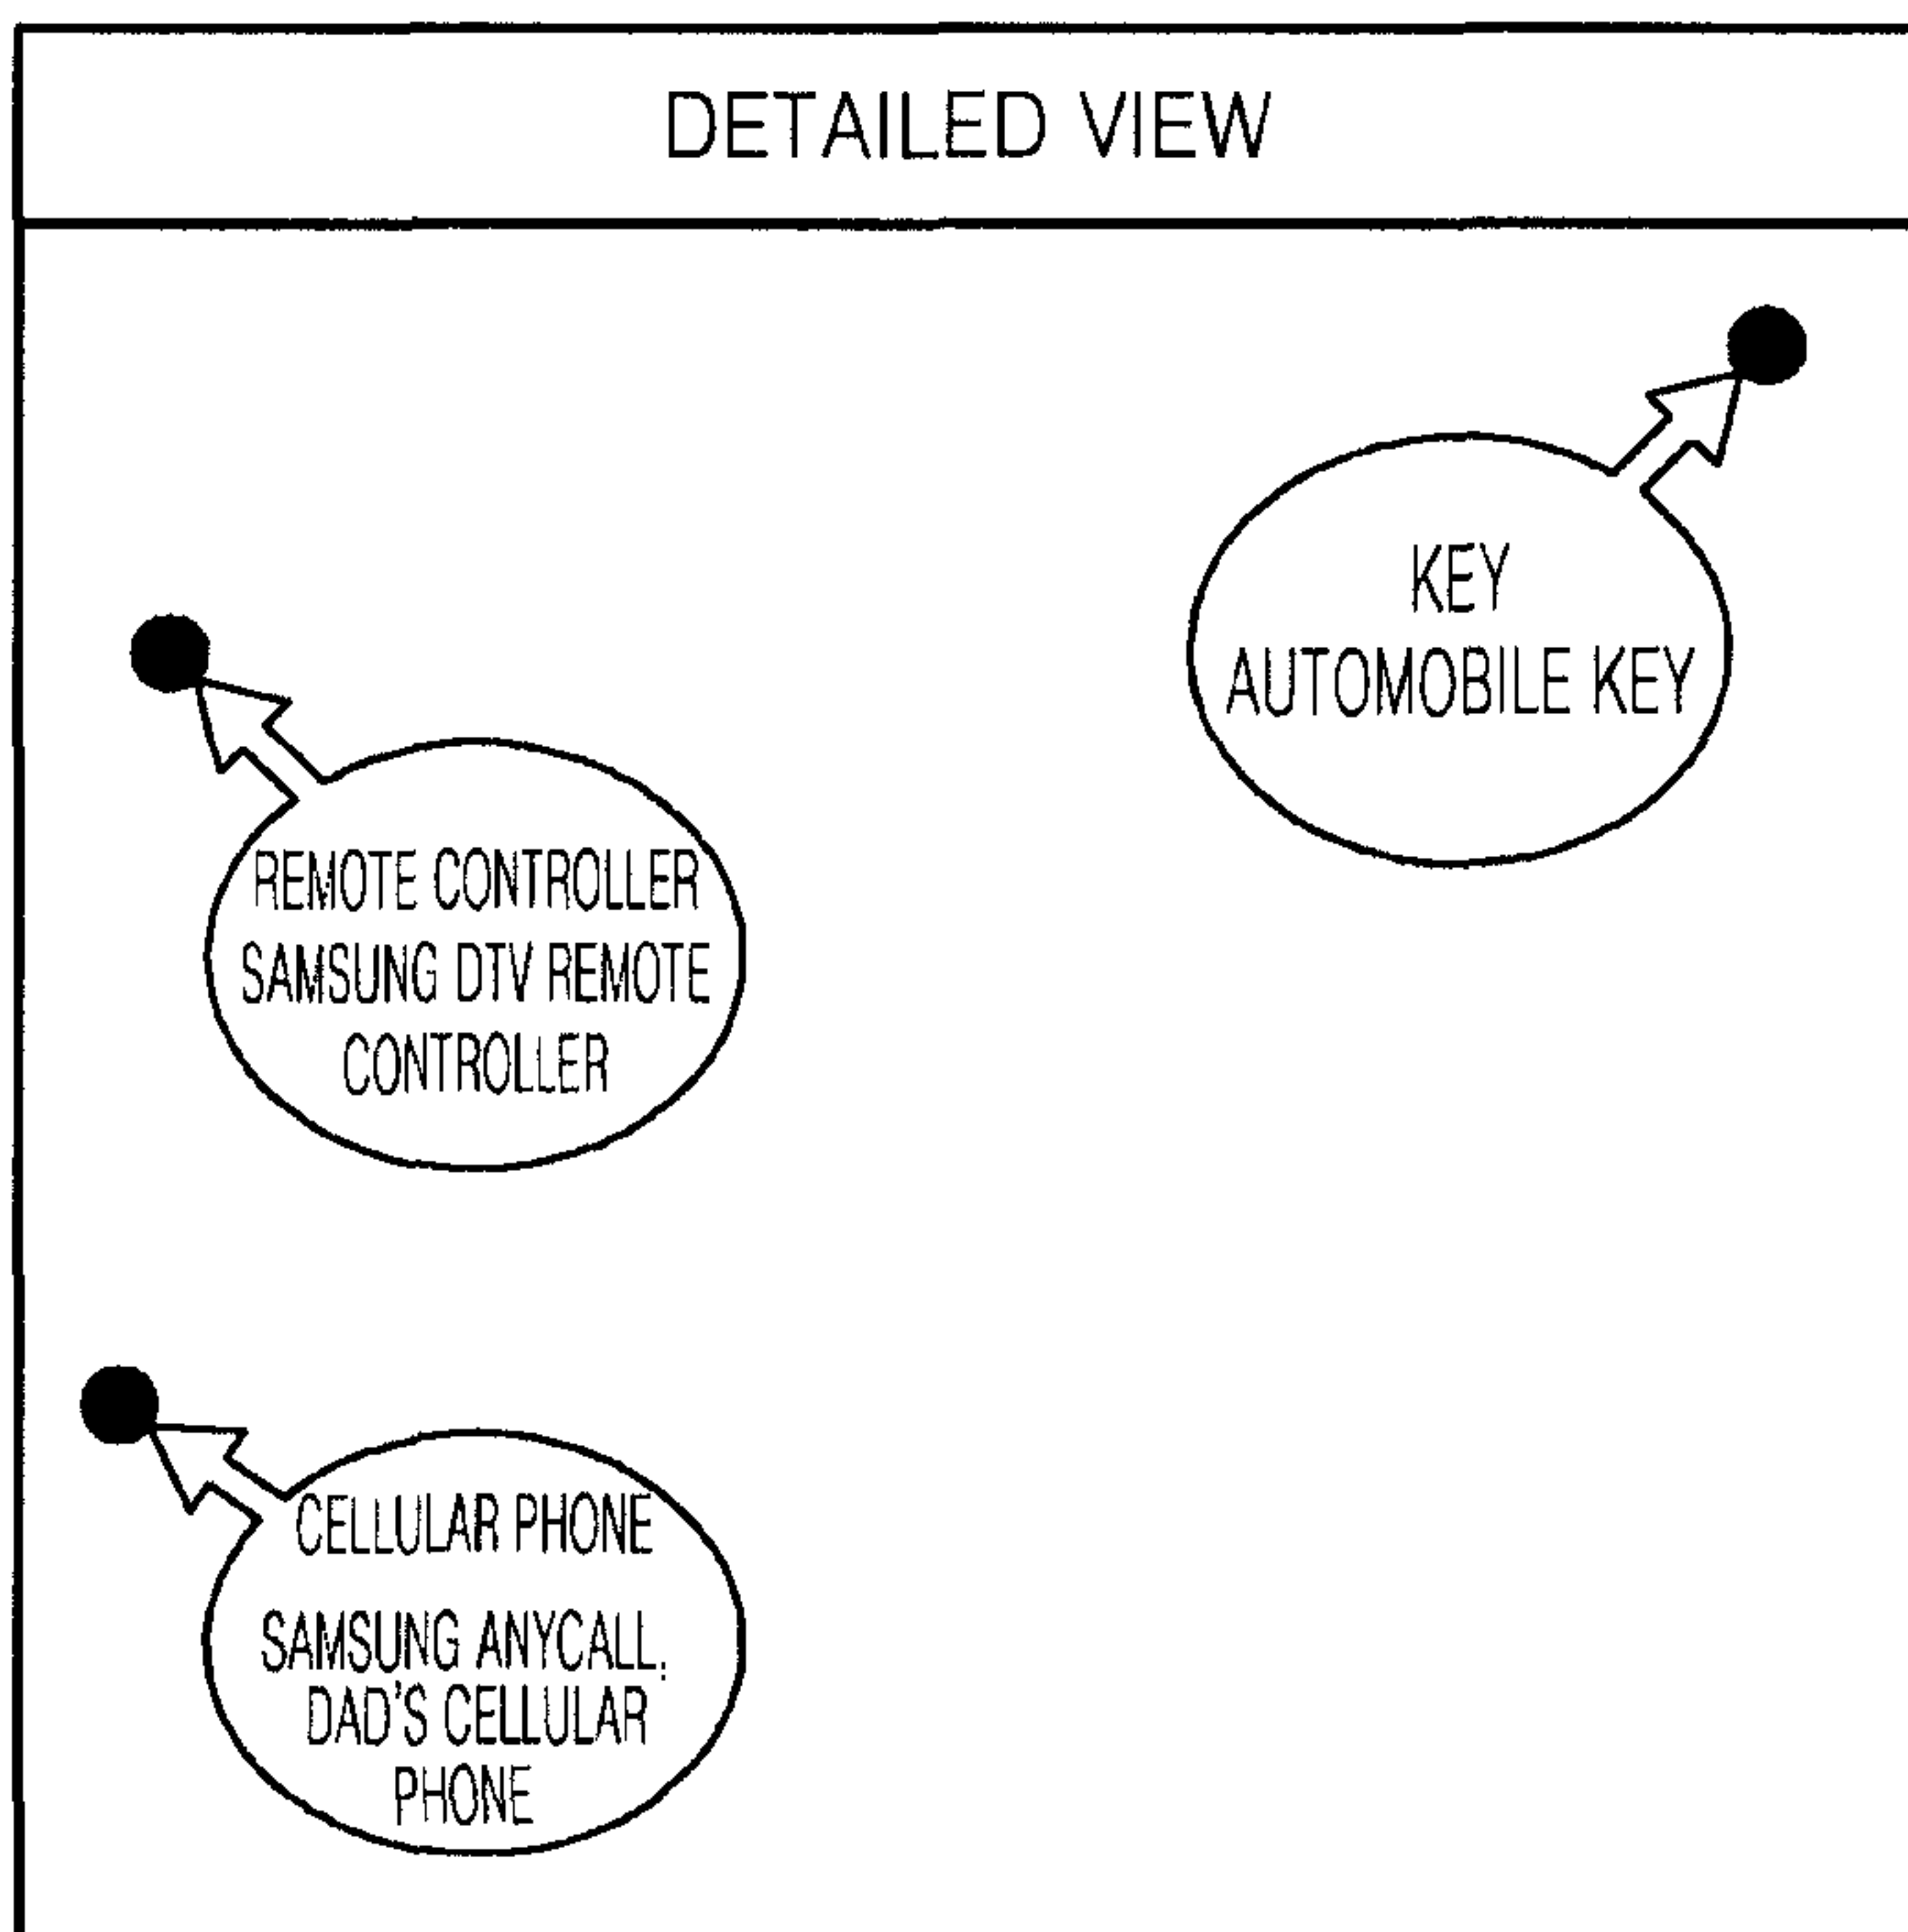 DETAILED VIEW
KEY
AUTOMOBILE KEY
REMOTE CONTROLLER
SAMSUNG DTV REMOTE
CONTROLLER
CELLULAR PHONE
SAMSUNG ANYCALL,
DAD'S CELLULAR
PHONE